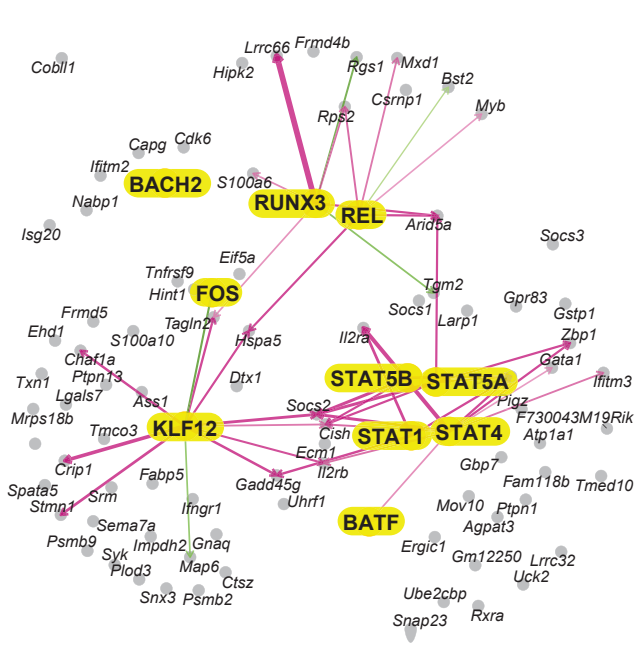 Lrrc66
Frmd4b
Cobll1
Hipk2
Rgs1
Mxd1
Bst2
Csrnp1
Rps2
Myb
Capg
Cdk6
Ifitm2
BACH2
S100a6
Nabp1
RUNX3
REL
Isg20
Arid5a
Socs3
Eif5a
Tnfrsf9
Hint1
FOS
Tgm2
Socs1
Gpr83
Gstp1
Larp1
Frmd5
Tagln2
Ehd1
S100a10
Hspa5
Il2ra
Zbp1
Chaf1a
Gata1
Txn1
Ptpn13
Lgals7
Ass1
Dtx1
STAT5B
STAT5A
Ifitm3
Pigz
Mrps18b
Socs2
F730043M19Rik
Tmco3
KLF12
Cish
STAT1
STAT4
Atp1a1
Ecm1
Gbp7
Crip1
Il2rb
Fabp5
Gadd45g
Fam118b
Tmed10
Spata5
Srm
Stmn1
Ifngr1
Uhrf1
Mov10
Ptpn1
Sema7a
BATF
Agpat3
Psmb9
Impdh2
Gnaq
Ergic1
Syk
Gm12250
Lrrc32
Plod3
Map6
Ctsz
Uck2
Snx3
Psmb2
Ube2cbp
Rxra
Snap23